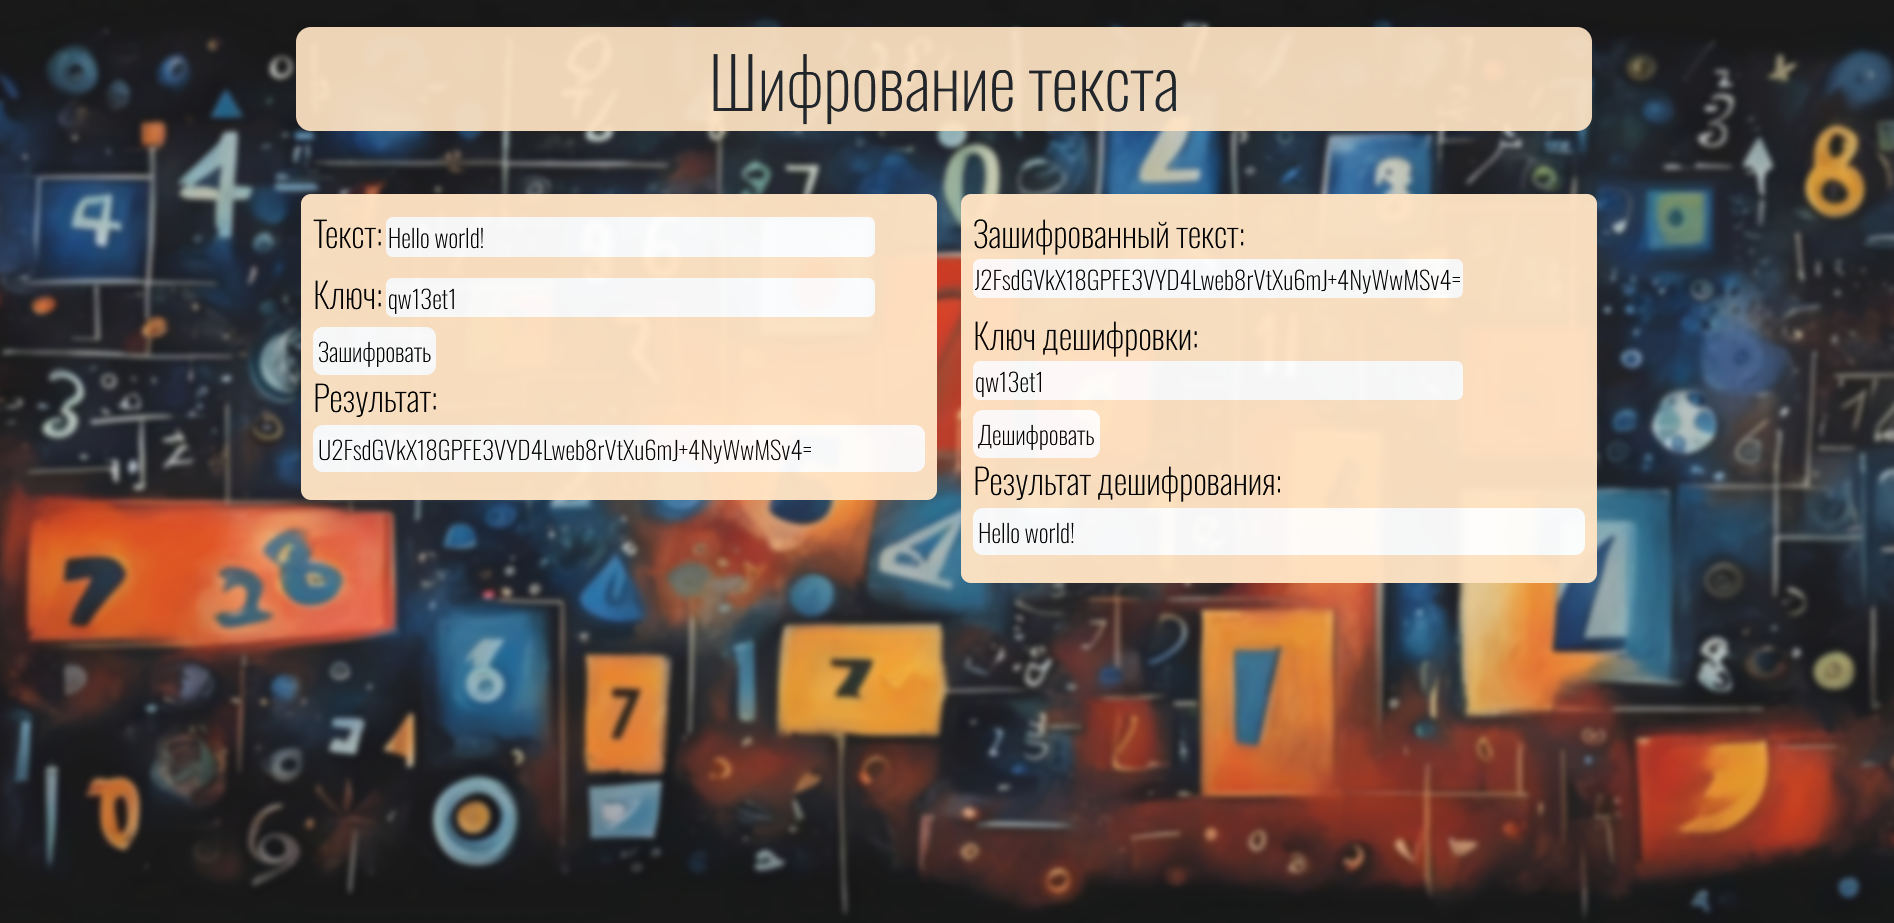 Шифрование текста
Текст: Hello world!
Ключ: qw13et1
Зашифровать
Результат:
U2FsdGVkX18GPFE3VYD4Lweb8rVtXu6mJ+4NyWwMSv4=
Зашифрованный текст:
J2FsdGVkX18GPFE3VYD4Lweb8rVtXu6mJ+4NyWwMSv4=
Ключ дешифровки:
qw13et1
Дешифровать
Результат дешифрования:
Hello world!